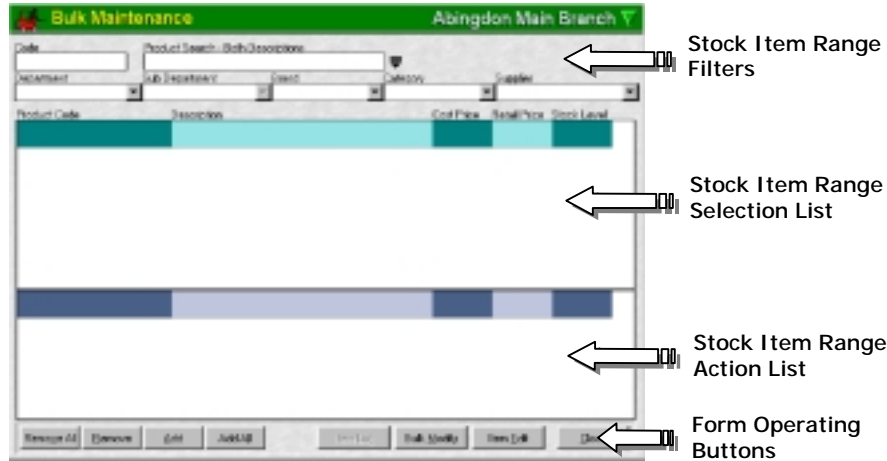 Bulk Maintenance Abingdon Main Branch
Code Product Search - Both Descriptions
Department Sub Department Brand Category Supplier
Product Code Description Cost Price Retail Price Stock Level
Remove All Remove Add Add All Bulk Modify Item Edit
Stock Item Range
Filters
Stock Item Range
Selection List
Stock Item Range
Action List
Form Operating
Buttons